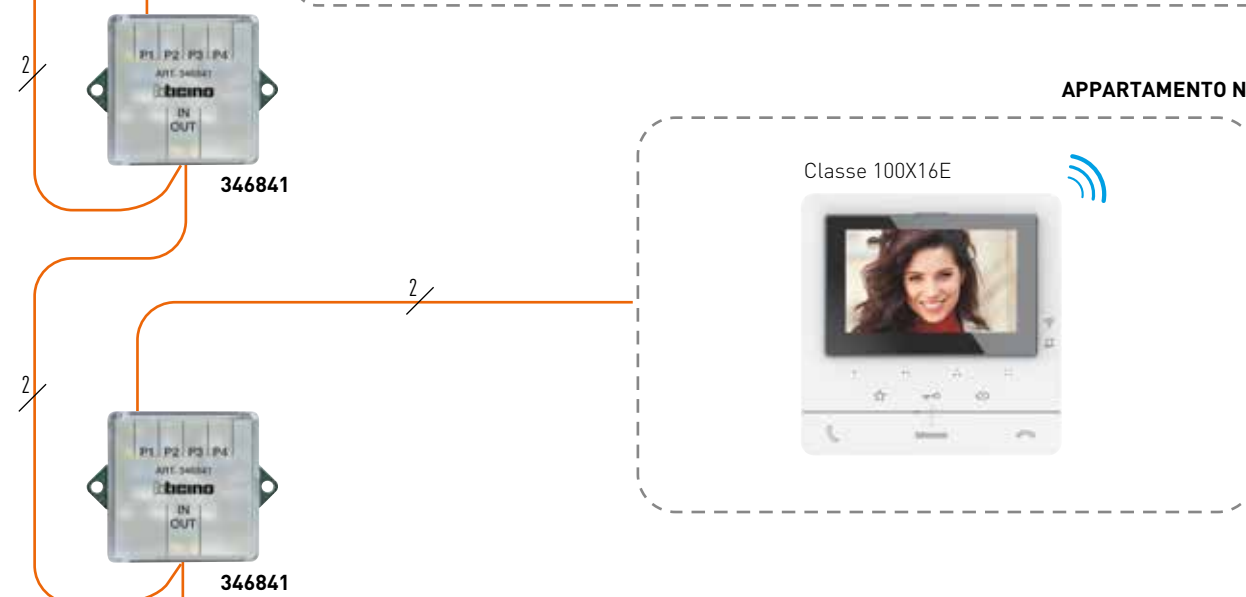 P1 P2 P3 P4
ART. 346841
bticino
IN
OUT
2
346841
APPARTAMENTO N
Classe 100X16E
2
2
P1 P2 P3 P4
ART. 346841
bticino
IN
OUT
346841